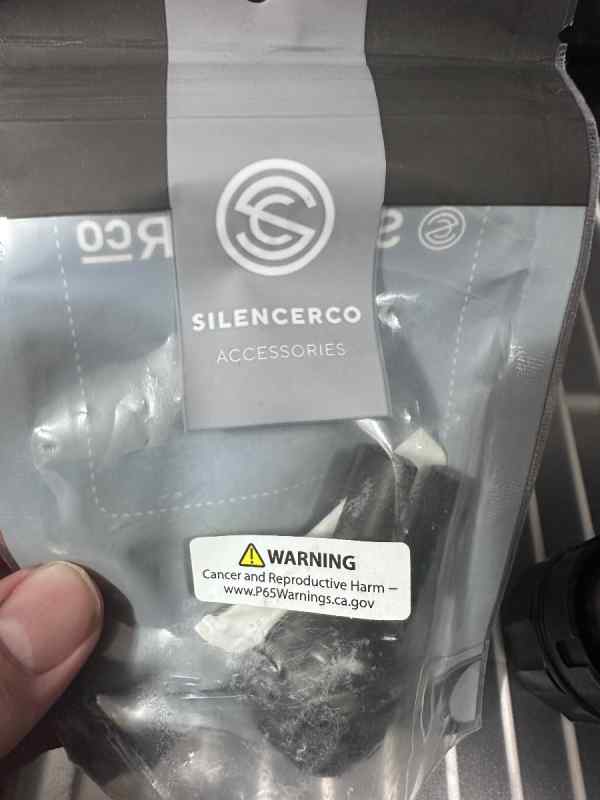 SILENCERCO
ACCESSORIES
WARNING
Cancer and Reproductive Harm –
www.P65Warnings.ca.gov